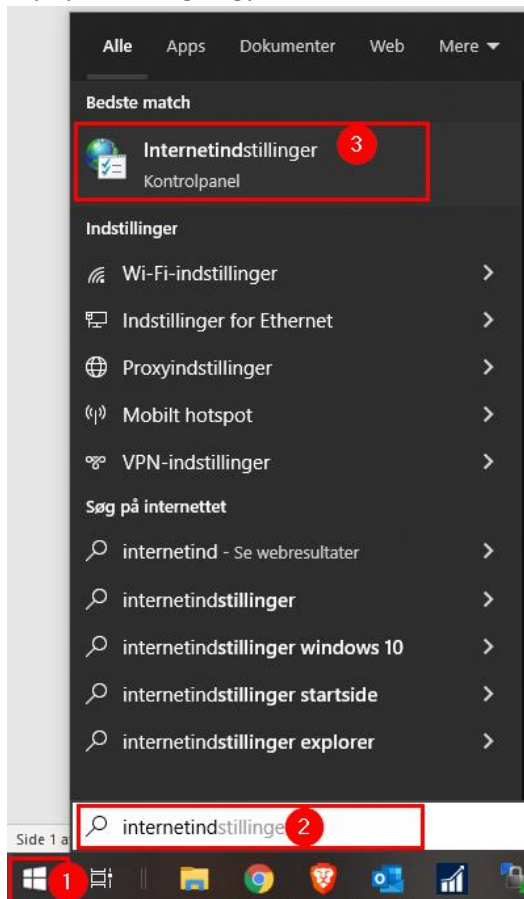 Alle Apps Dokumenter Web Mere
Bedste match
Internetindstillinger 3
Kontrolpanel
Indstillinger
Wi-Fi-indstillinger
Indstillinger for Ethernet
Proxyindstillinger
Mobilt hotspot
VPN-indstillinger
Søg på internettet
internetind - Se webresultater
internetindstillinger
internetindstillinger windows 10
internetindstillinger startside
internetindstillinger explorer
internetindstillinge 2
Side 1 a
1